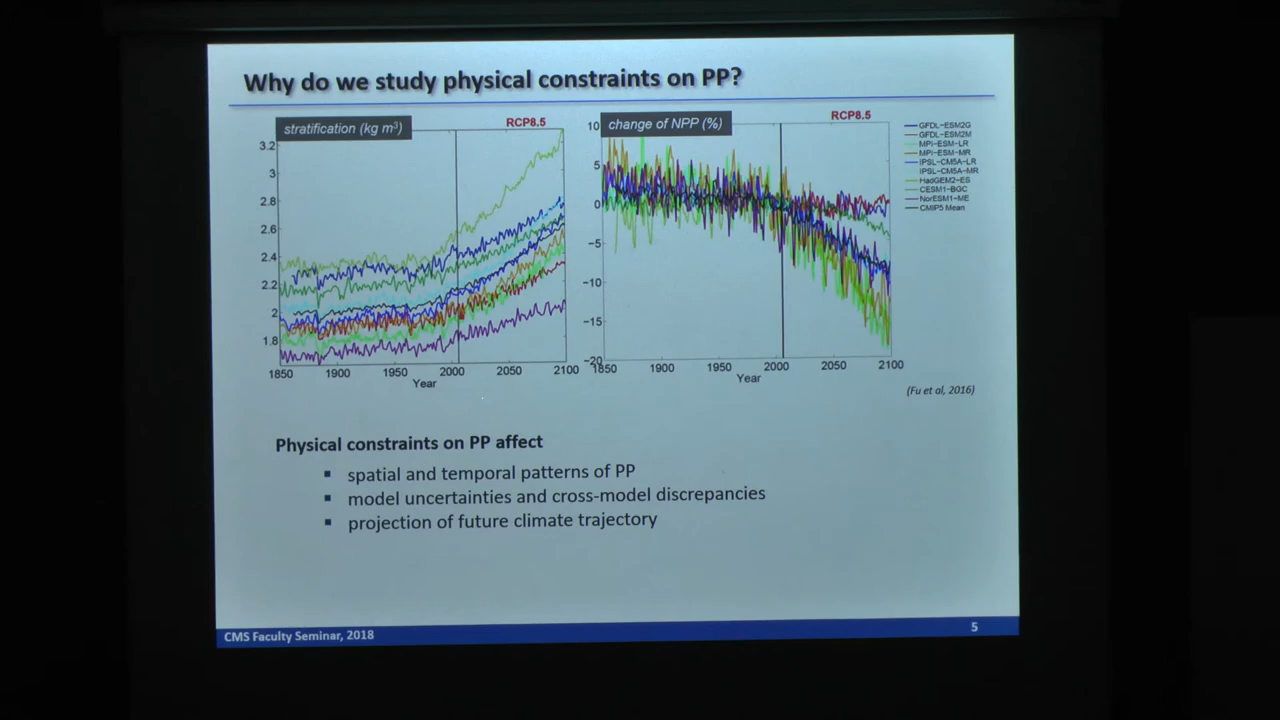 Why do we study physical constraints on PP?
stratification (kg m³)
RCP8.5
3.2
3
2.8
2.6
2.4
2.2
2
1.8
1850 1900 1950 2000 2050 2100
Year
change of NPP (%)
RCP8.5
10
5
0
−5
−10
−15
−20
1850 1900 1950 2000 2050 2100
Year
GFDL−ESM2G
GFDL−ESM2M
MPI−ESM−LR
MPI−ESM−MR
IPSL−CM5A−LR
IPSL−CM5A−MR
HadGEM2−ES
CESM1−BGC
NorESM1−ME
CMIP5 Mean
(Fu et al, 2016)
Physical constraints on PP affect
▪ spatial and temporal patterns of PP
▪ model uncertainties and cross-model discrepancies
▪ projection of future climate trajectory
CMS Faculty Seminar, 2018
5